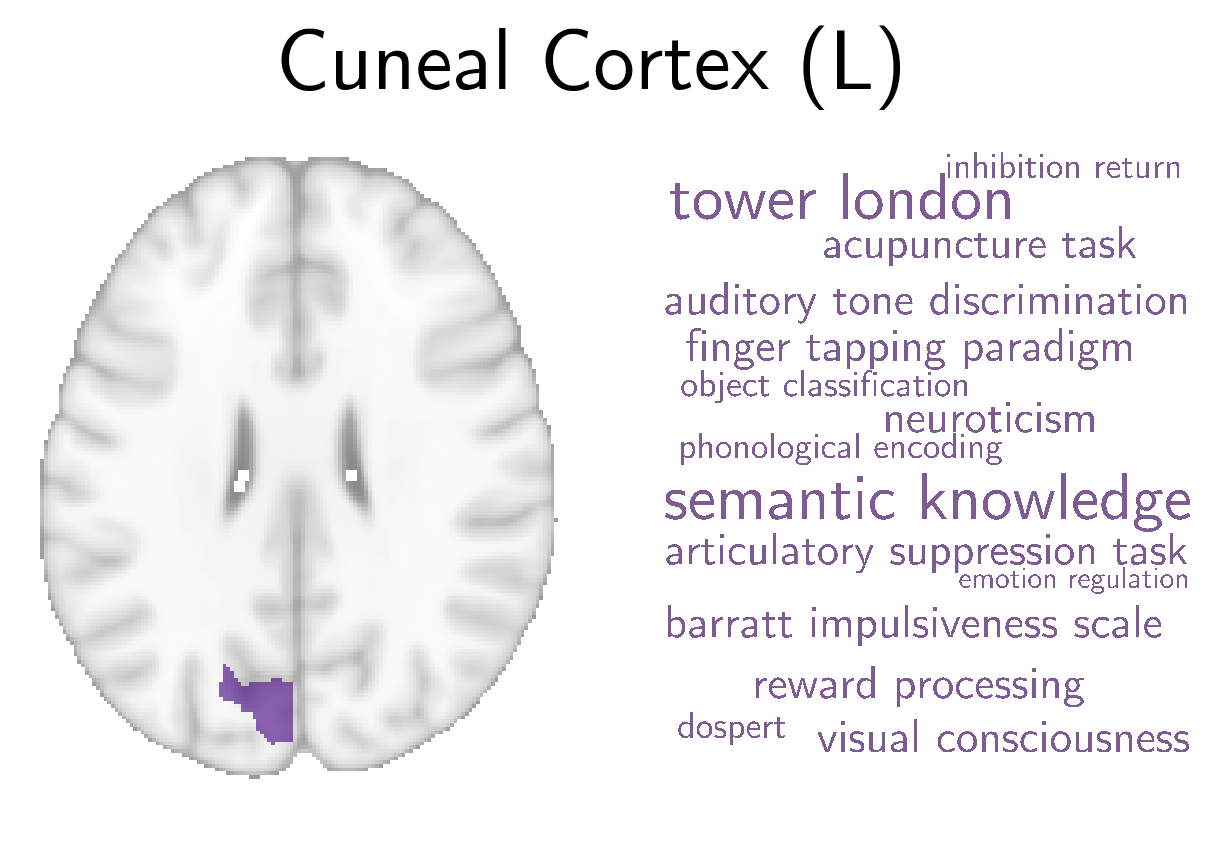 Cuneal Cortex (L)
inhibition return
tower london
acupuncture task
auditory tone discrimination
finger tapping paradigm
object classification
neuroticism
phonological encoding
semantic knowledge
articulatory suppression task
emotion regulation
barratt impulsiveness scale
reward processing
dospert
visual consciousness